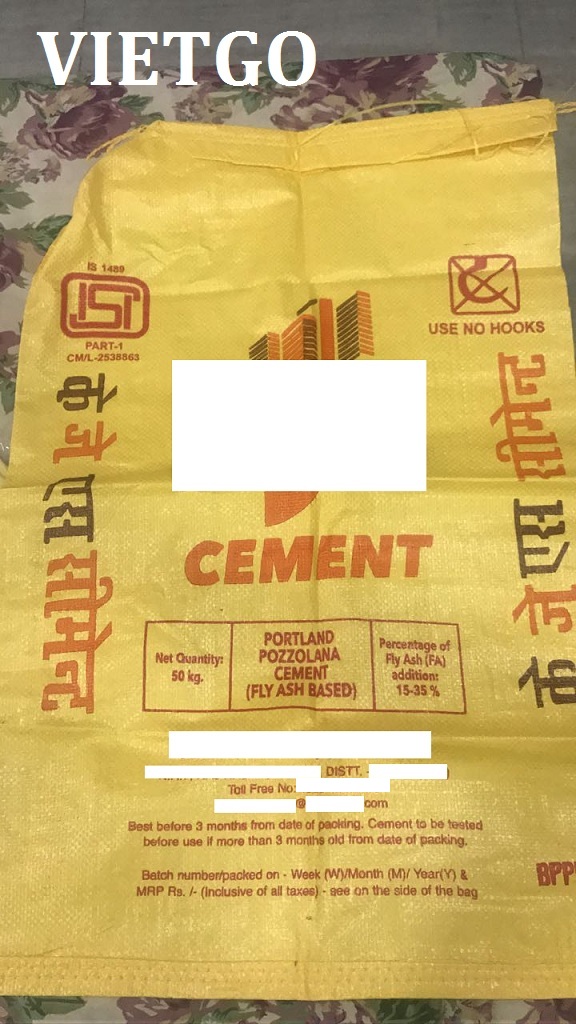 VIETGO
IS 1489
ISI
PART-1
CM/L-2538863
USE NO HOOKS
के जे एस सीमेन्ट
के जे एस सीमेन्ट
CEMENT
Net Quantity:
50 kg.
PORTLAND
POZZOLANA
CEMENT
(FLY ASH BASED)
Percentage of
Fly Ash (FA)
addition:
15-35 %
DISTT. -
Toll Free No:
@ com
Best before 3 months from date of packing. Cement to be tested
before use if more than 3 months old from date of packing.
Batch number/packed on - Week (W)/Month (M)/ Year(Y) &
MRP Rs. /- (inclusive of all taxes) - see on the side of the bag
BPP